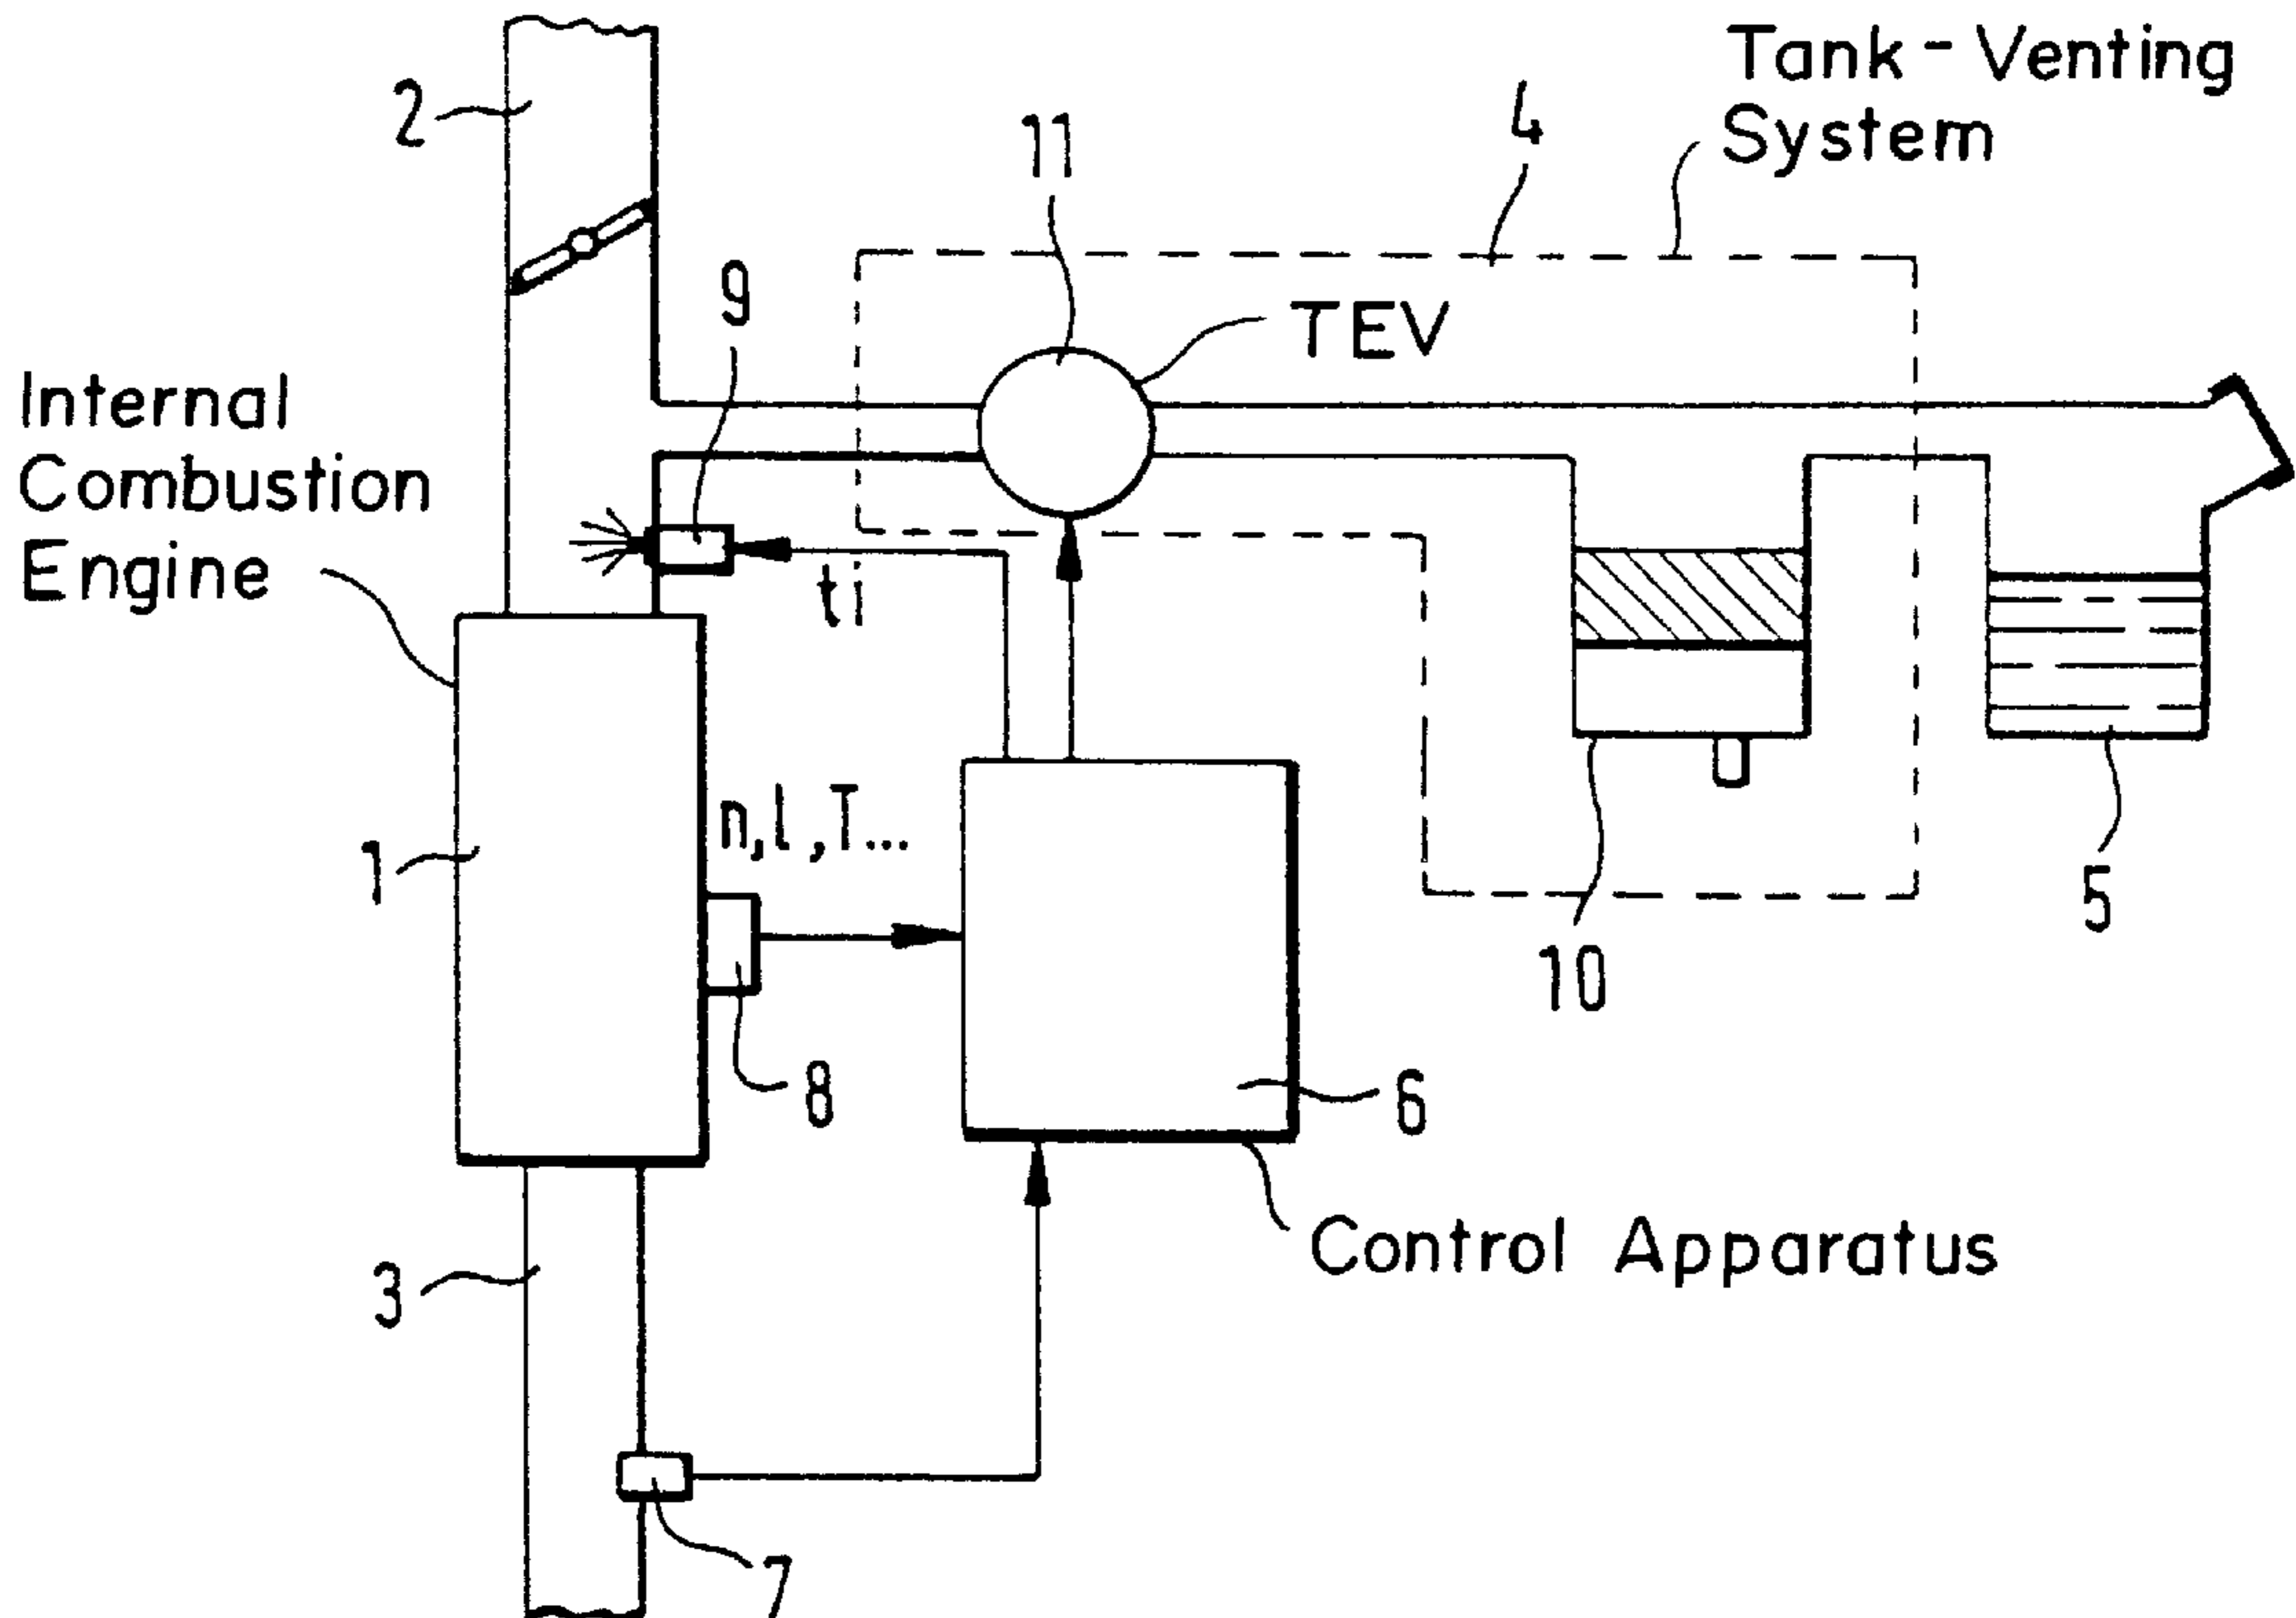 Tank - Venting
System
2
11
4
9
TEV
Internal
Combustion
Engine
ti
n,l,T...
1
5
10
8
6
3
Control Apparatus
7